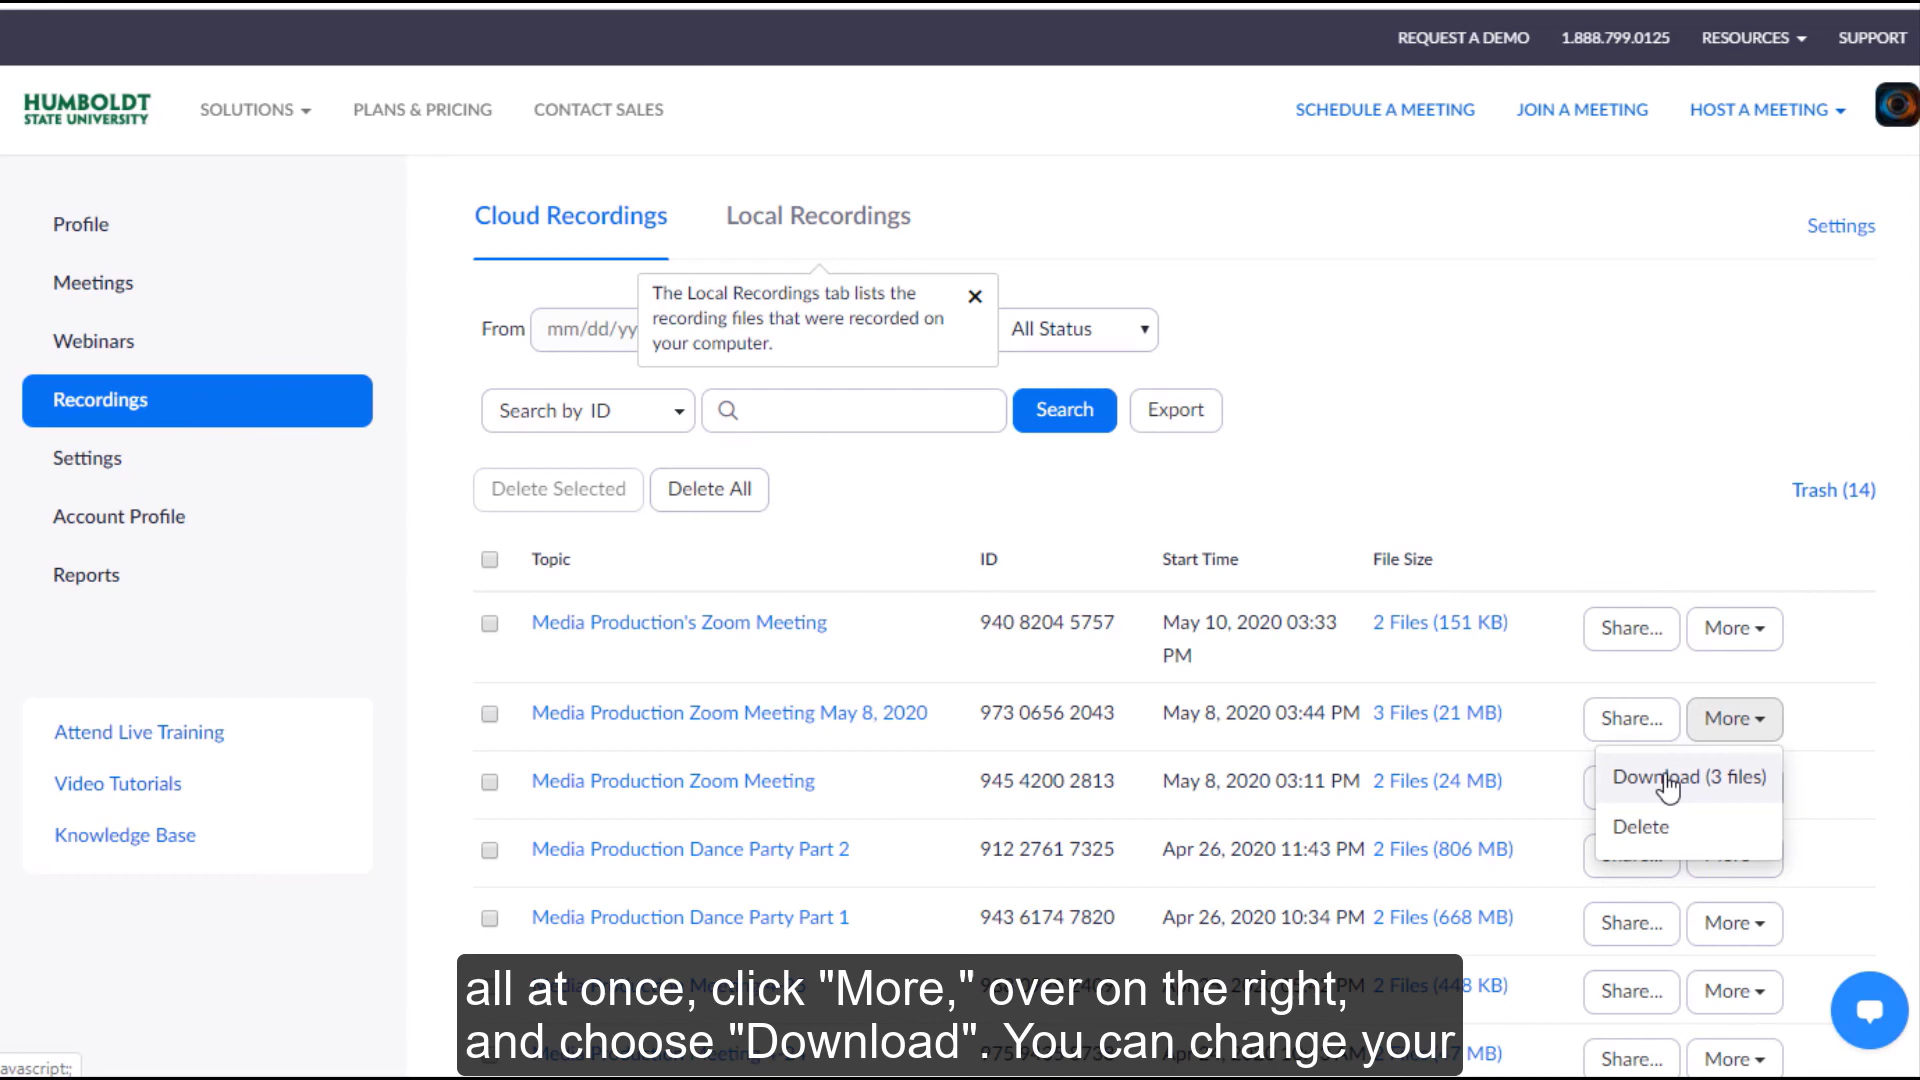 REQUEST A DEMO 1.888.799.0125 RESOURCES SUPPORT
HUMBOLDT
STATE UNIVERSITY
SOLUTIONS PLANS & PRICING CONTACT SALES SCHEDULE A MEETING JOIN A MEETING HOST A MEETING
Profile
Meetings
Webinars
Recordings
Settings
Account Profile
Reports
Attend Live Training
Video Tutorials
Knowledge Base
Cloud Recordings Local Recordings
Settings
The Local Recordings tab lists the
recording files that were recorded on
your computer.
From mm/dd/yy All Status
Search by ID Search Export
Delete Selected Delete All Trash (14)
Topic ID Start Time File Size
Media Production's Zoom Meeting 940 8204 5757 May 10, 2020 03:33 2 Files (151 KB) Share... More
PM
Media Production Zoom Meeting May 8, 2020 973 0656 2043 May 8, 2020 03:44 PM 3 Files (21 MB) Share... More
Download (3 files)
Media Production Zoom Meeting 945 4200 2813 May 8, 2020 03:11 PM 2 Files (24 MB)
Delete
Media Production Dance Party Part 2 912 2761 7325 Apr 26, 2020 11:43 PM 2 Files (806 MB)
Media Production Dance Party Part 1 943 6174 7820 Apr 26, 2020 10:34 PM 2 Files (668 MB) Share... More
Share... More
Share... More
all at once, click "More," over on the right,
and choose "Download". You can change your
avascript:;